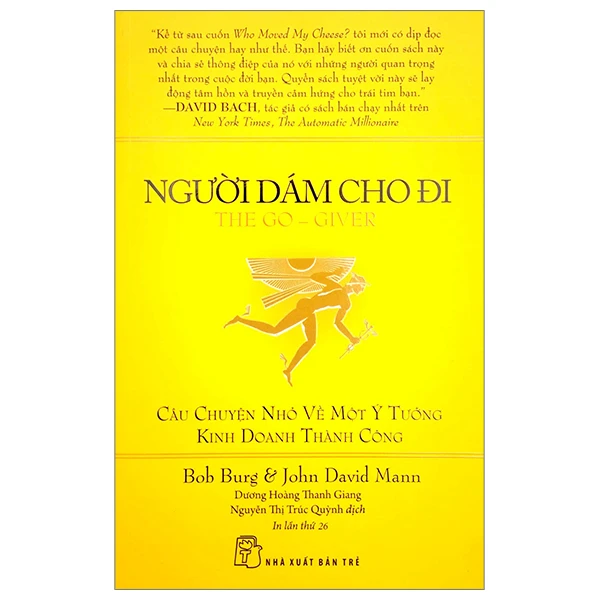 "Kể từ sau cuốn Who Moved My Cheese? tôi mới có dịp đọc
một câu chuyện hay như thế. Bạn hãy biết ơn cuốn sách này
và chia sẻ thông điệp của nó với những người quan trọng
nhất trong cuộc đời bạn. Quyển sách tuyệt vời này sẽ lay
động tâm hồn và truyền cảm hứng cho trái tim bạn."
—DAVID BACH, tác giả có sách bán chạy nhất trên
New York Times, The Automatic Millionaire
NGƯỜI DÁM CHO ĐI
THE GO – GIVER
CÂU CHUYỆN NHỎ VỀ MỘT Ý TƯỞNG
KINH DOANH THÀNH CÔNG
Bob Burg & John David Mann
Dương Hoàng Thanh Giang
Nguyễn Thị Trúc Quỳnh dịch
In lần thứ 26
NHÀ XUẤT BẢN TRẺ